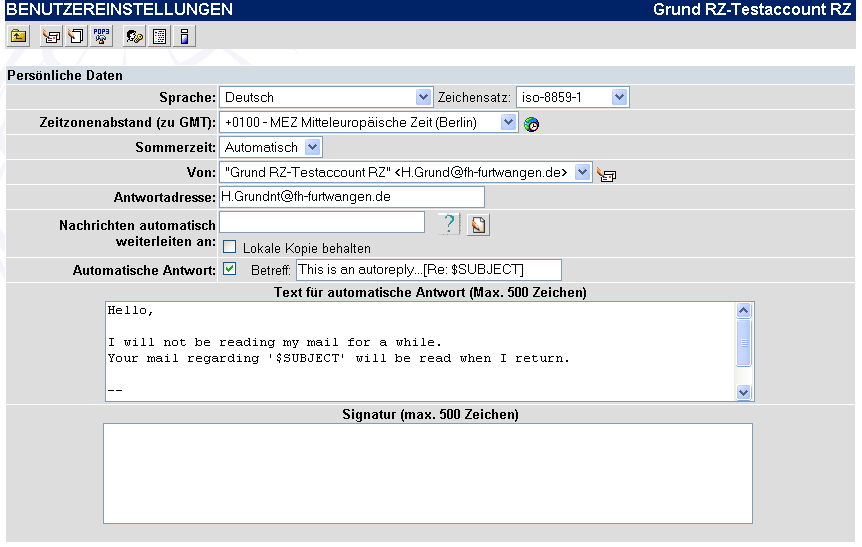 BENUTZEREINSTELLUNGEN Grund RZ-Testaccount RZ
POP3
Persönliche Daten
Sprache: Deutsch Zeichensatz: iso-8859-1
Zeitzonenabstand (zu GMT): +0100 - MEZ Mitteleuropäische Zeit (Berlin)
Sommerzeit: Automatisch
Von: "Grund RZ-Testaccount RZ" <H.Grund@fh-furtwangen.de>
Antwortadresse: H.Grundnt@fh-furtwangen.de
Nachrichten automatisch
weiterleiten an: Lokale Kopie behalten
Automatische Antwort: Betreff: This is an autoreply...[Re: $SUBJECT]
Text für automatische Antwort (Max. 500 Zeichen)
Hello,
I will not be reading my mail for a while.
Your mail regarding '$SUBJECT' will be read when I return.
--
Signatur (max. 500 Zeichen)